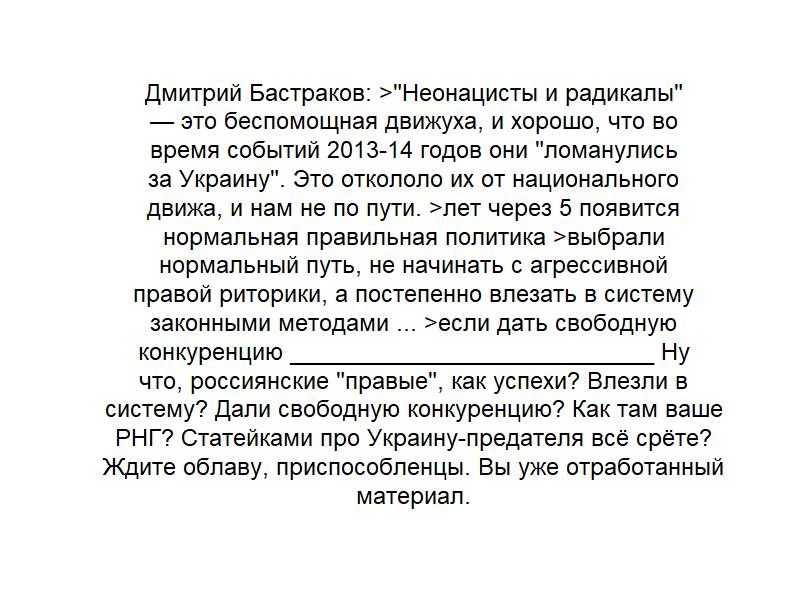 Дмитрий Бастраков: >"Неонацисты и радикалы"
— это беспомощная движуха, и хорошо, что во
время событий 2013-14 годов они "ломанулись
за Украину". Это откололо их от национального
движа, и нам не по пути. >лет через 5 появится
нормальная правильная политика >выбрали
нормальный путь, не начинать с агрессивной
правой риторики, а постепенно влезать в систему
законными методами ... >если дать свободную
конкуренцию ____________________________ Ну
что, россиянские "правые", как успехи? Влезли в
систему? Дали свободную конкуренцию? Как там ваше
РНГ? Статейками про Украину-предателя всё срёте?
Ждите облаву, приспособленцы. Вы уже отработанный
материал.